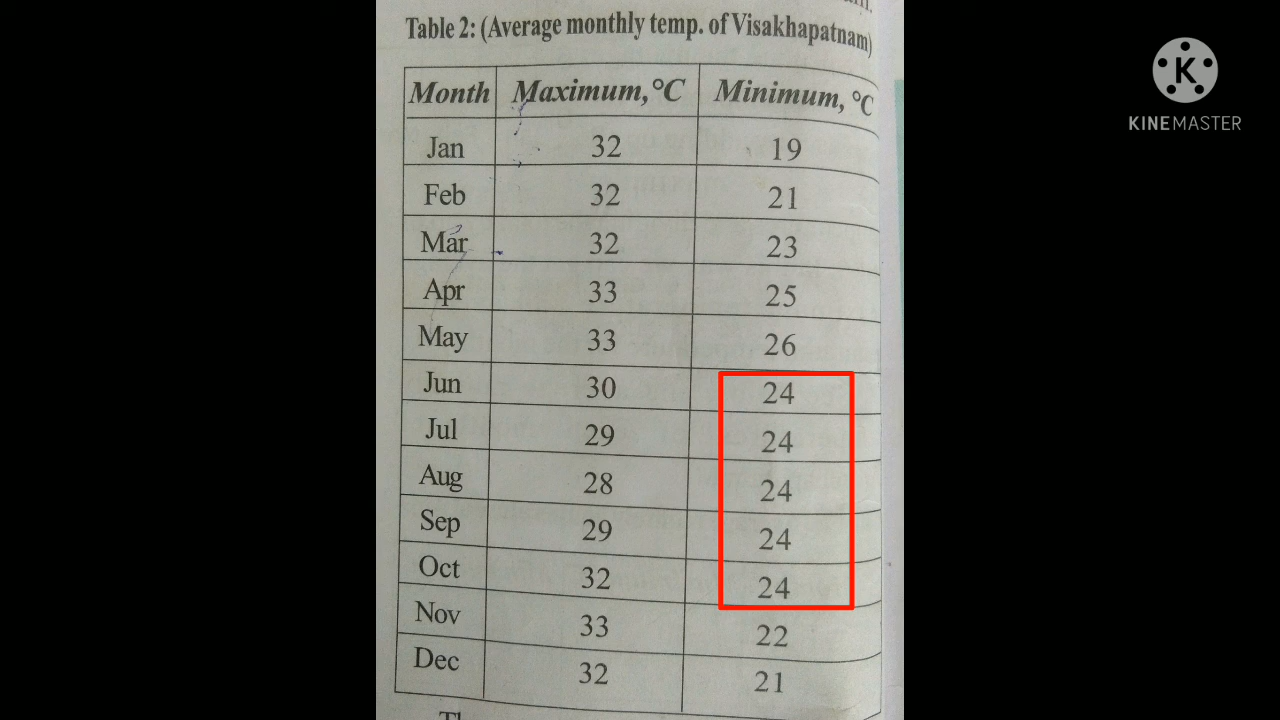 Table 2: (Average monthly temp. of Visakhapatnam)
Month Maximum,°C Minimum, °C
Jan 32 19
Feb 32 21
Mar 32 23
Apr 33 25
May 33 26
Jun 30 24
Jul 29 24
Aug 28 24
Sep 29 24
Oct 32 24
Nov 33 22
Dec 32 21
K
KINEMASTER